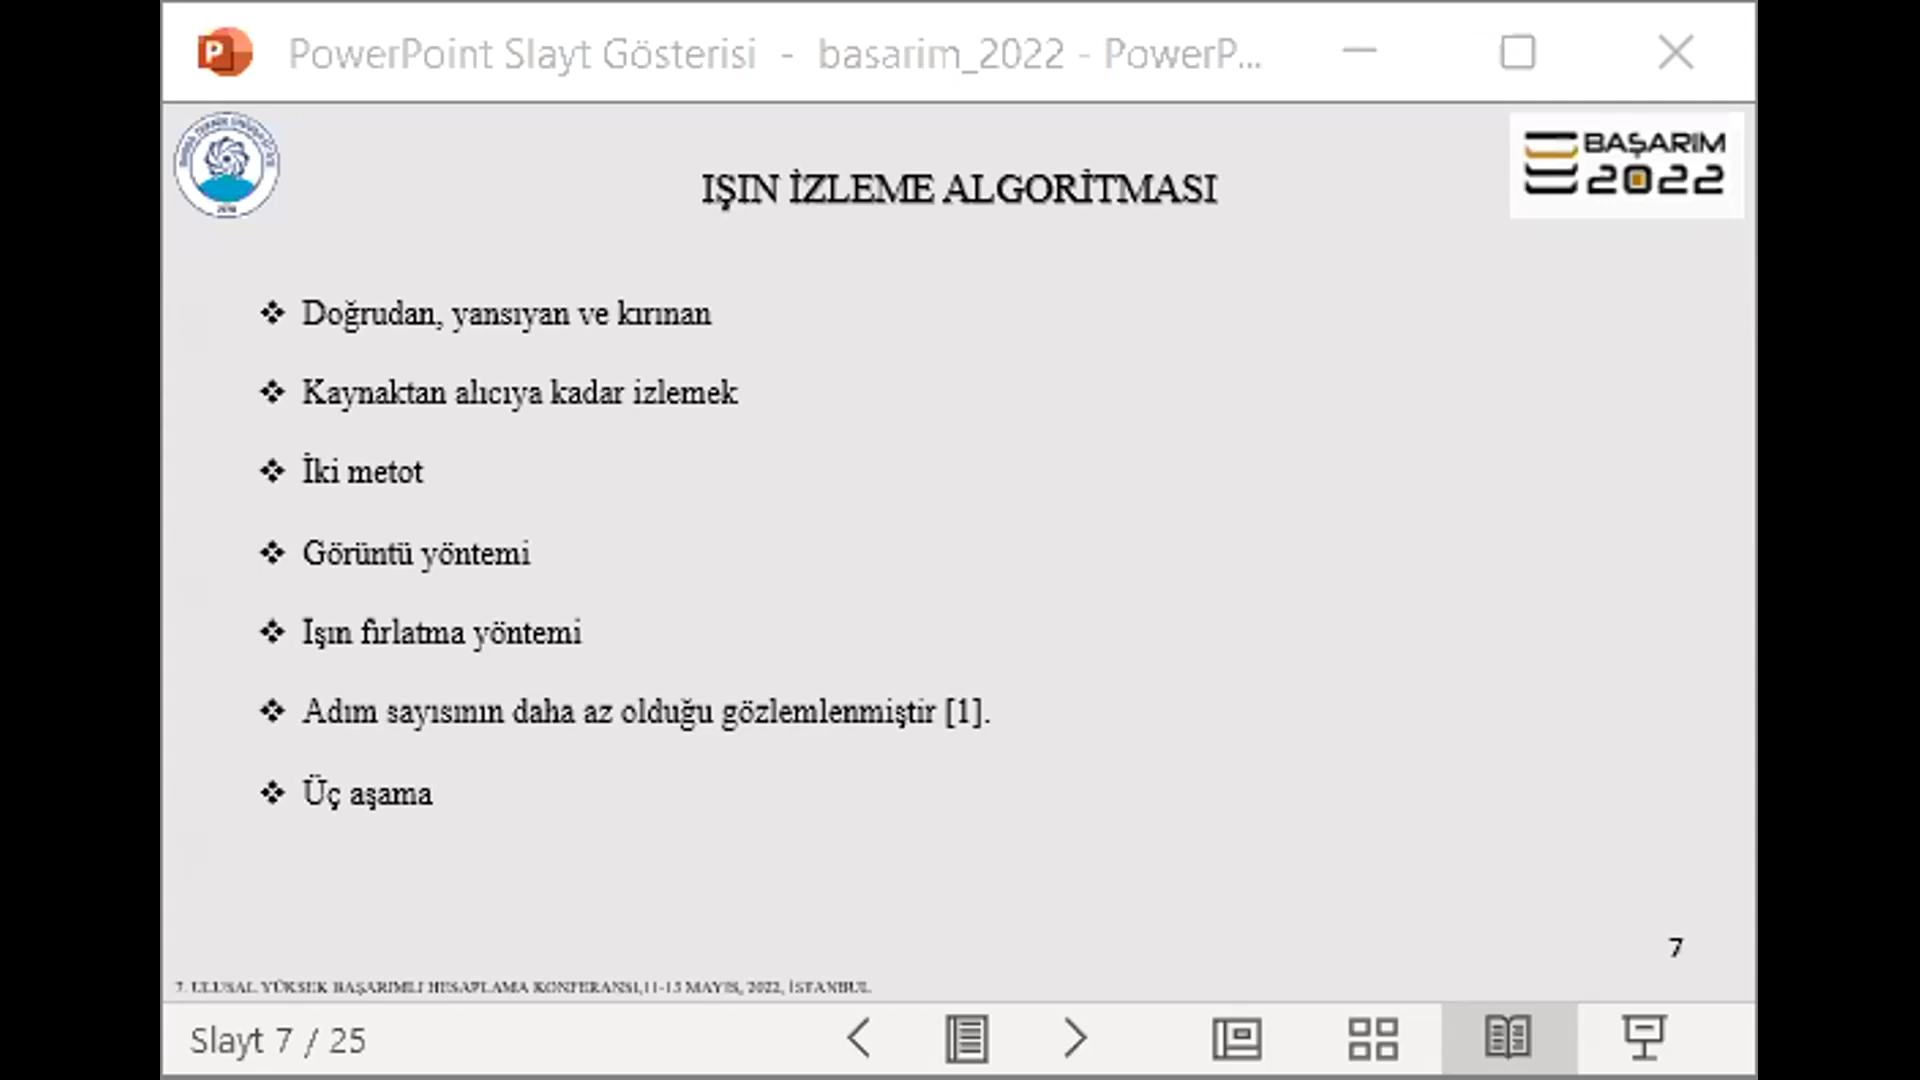 PowerPoint Slayt Gösterisi - basarim_2022 - PowerP...
BAŞARIM
2022
IŞIN İZLEME ALGORİTMASI
Doğrudan, yansıyan ve kırınan
Kaynaktan alıcıya kadar izlemek
İki metot
Görüntü yöntemi
Işın fırlatma yöntemi
Adım sayısının daha az olduğu gözlemlenmiştir [1].
Üç aşama
7
7. ULUSAL YÜKSEK BAŞARIMLI HESAPLAMA KONFERANSI, MAYIS, 2022, İSTANBUL
Slayt 7 / 25